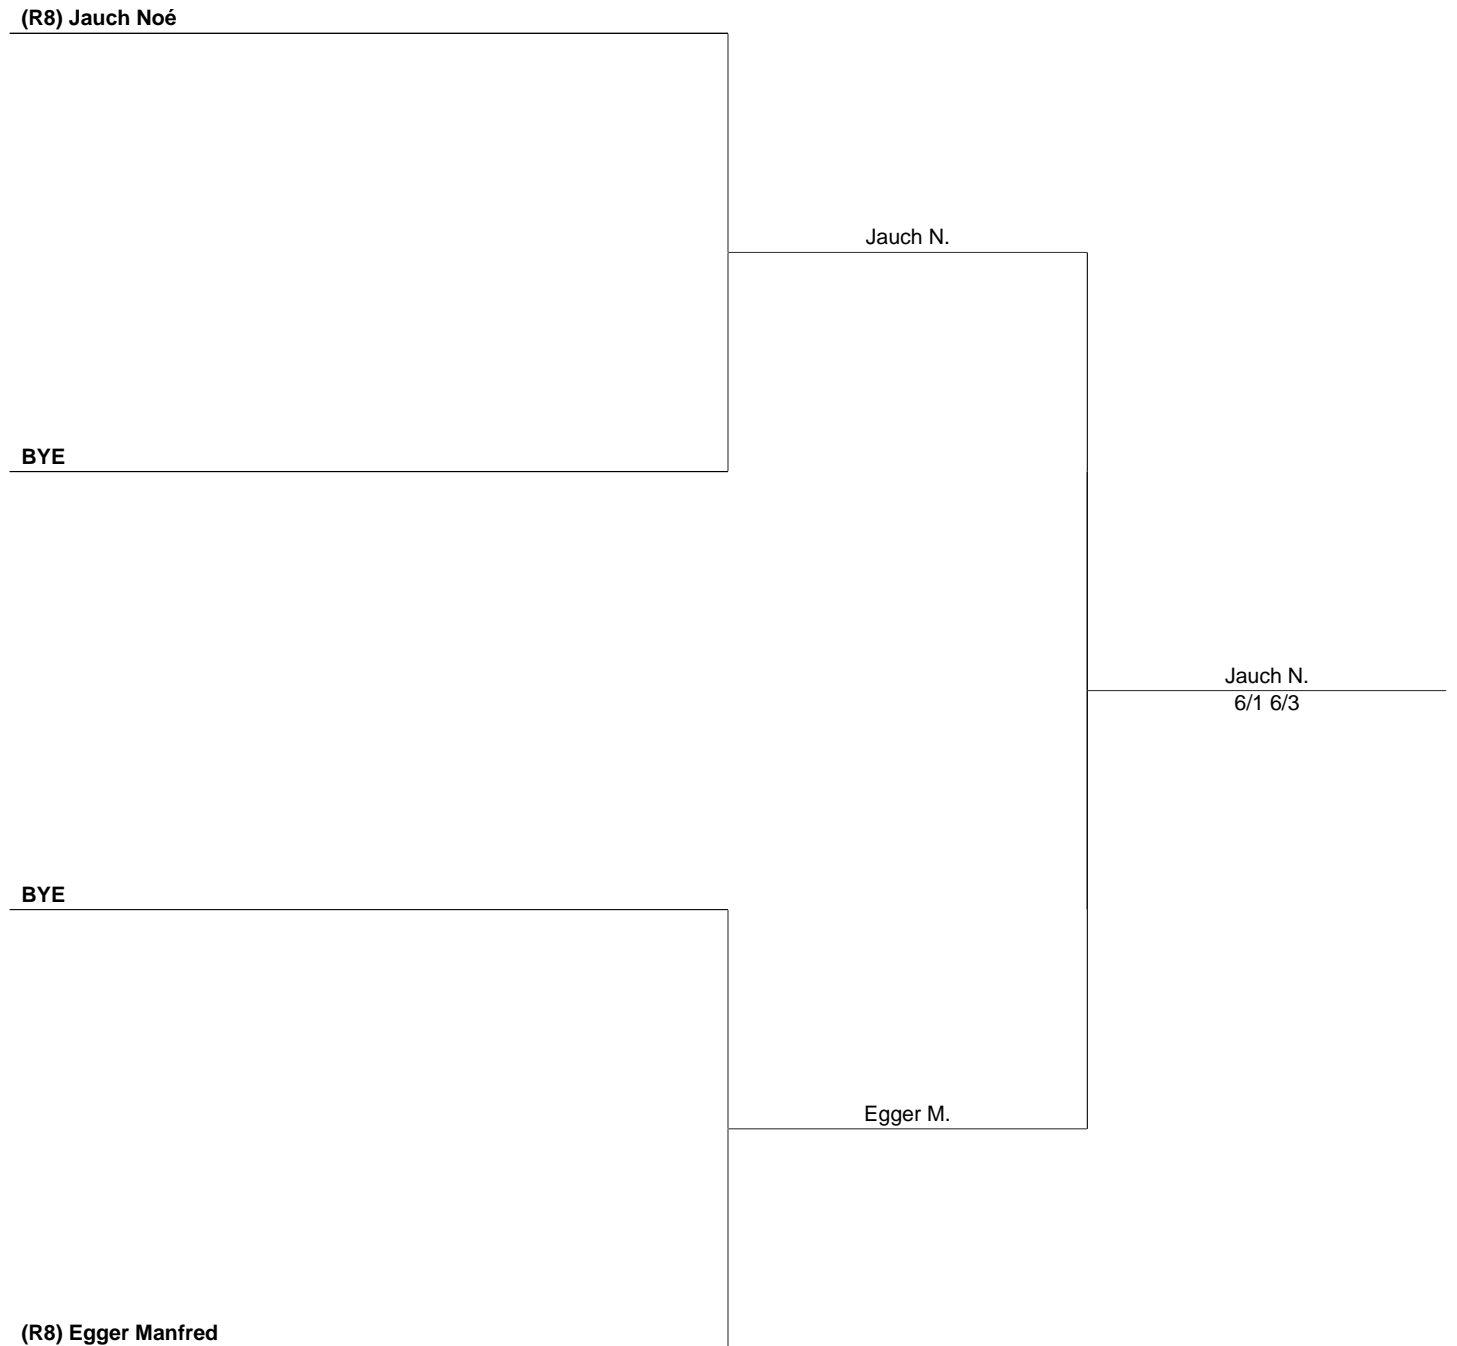 (R8) Jauch Noé
Jauch N.
BYE
Jauch N.
6/1 6/3
BYE
Egger M.
(R8) Egger Manfred